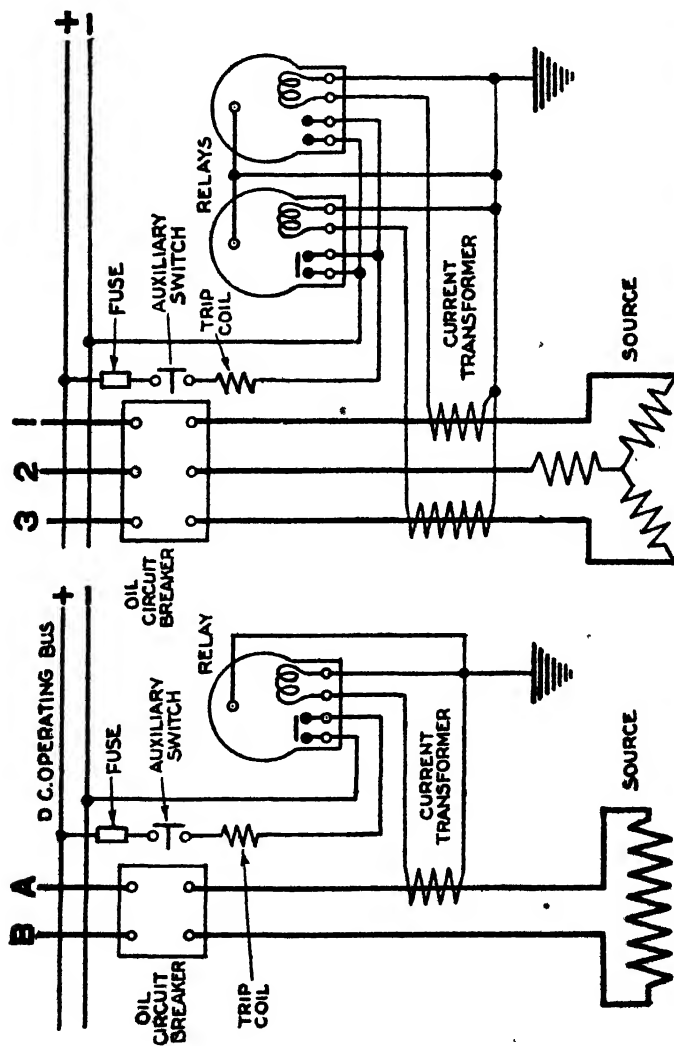 +
−
FUSE
AUXILIARY
SWITCH
TRIP
COIL
RELAYS
CURRENT
TRANSFORMER
SOURCE
1
2
3
OIL
CIRCUIT
BREAKER
D.C. OPERATING BUS
+
−
FUSE
AUXILIARY
SWITCH
RELAY
CURRENT
TRANSFORMER
SOURCE
A
B
OIL
CIRCUIT
BREAKER
TRIP
COIL